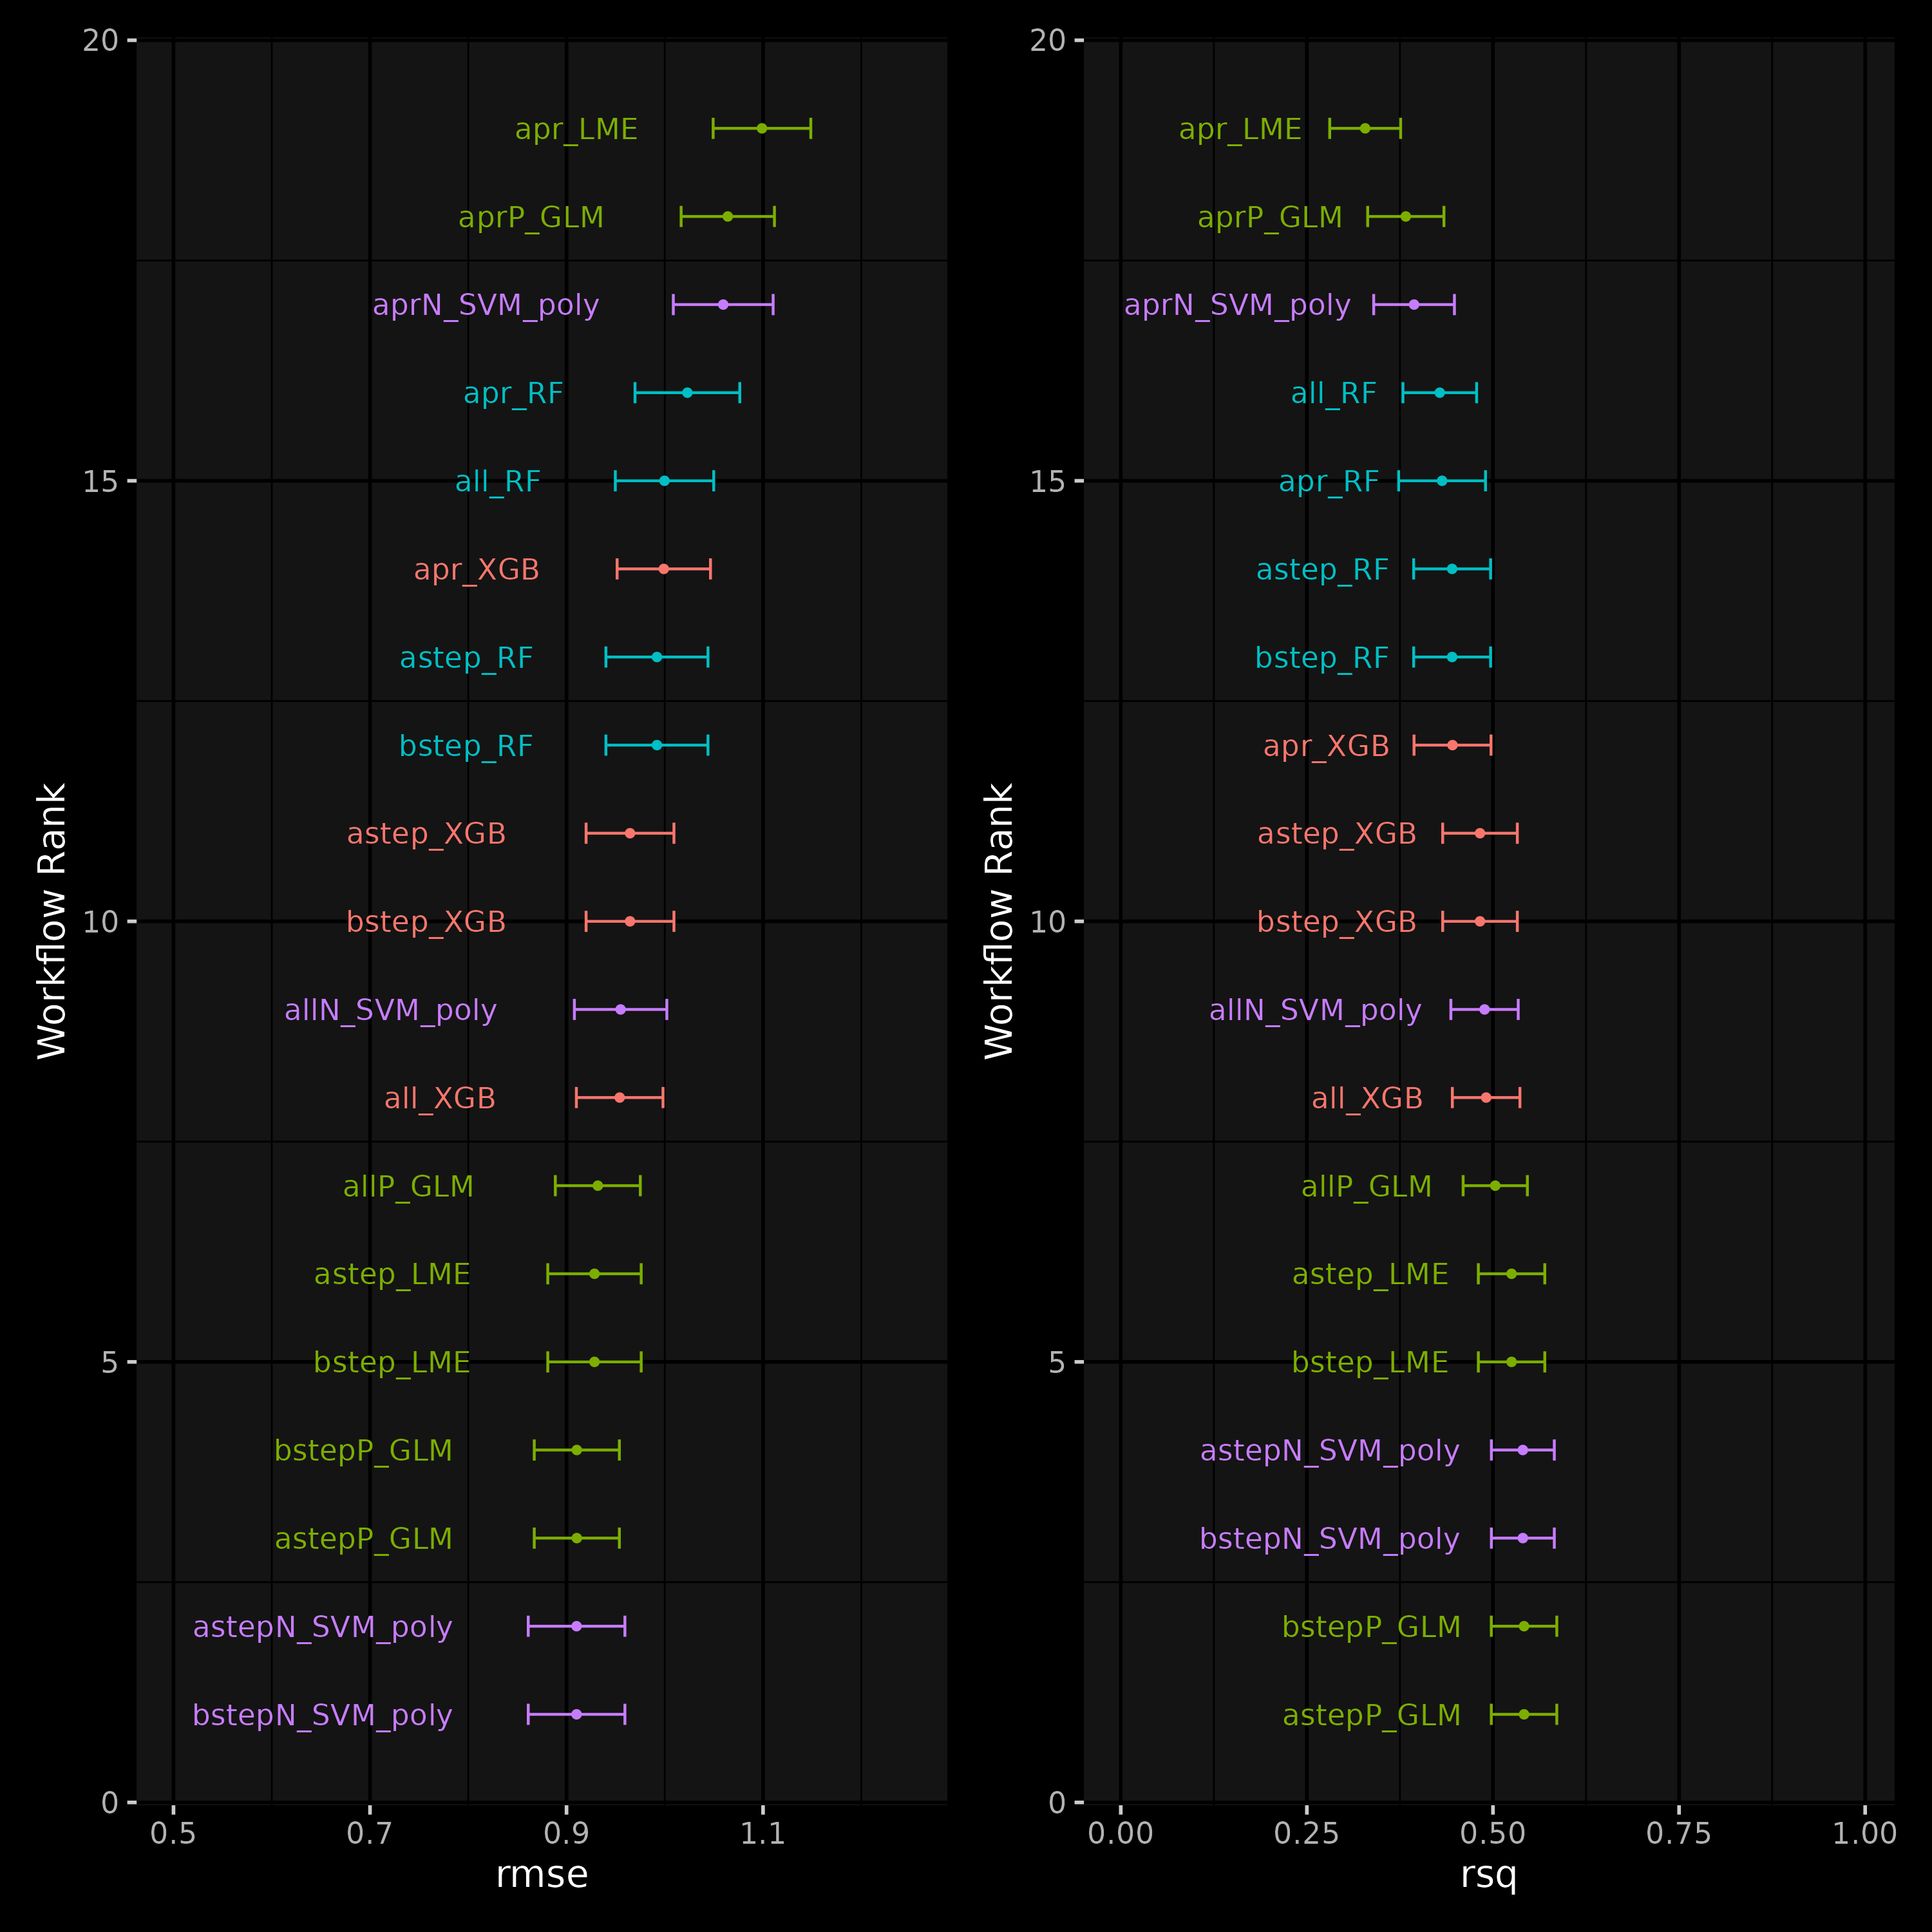 20
apr_LME
aprP_GLM
aprN_SVM_poly
apr_RF
15
all_RF
apr_XGB
astep_RF
bstep_RF
astep_XGB
10
bstep_XGB
allN_SVM_poly
all_XGB
allP_GLM
astep_LME
5
bstep_LME
bstepP_GLM
astepP_GLM
astepN_SVM_poly
bstepN_SVM_poly
0
Workflow Rank
0.5 0.7 0.9 1.1
rmse
20
apr_LME
aprP_GLM
aprN_SVM_poly
all_RF
15
apr_RF
astep_RF
bstep_RF
apr_XGB
astep_XGB
10
bstep_XGB
allN_SVM_poly
all_XGB
allP_GLM
astep_LME
5
bstep_LME
astepN_SVM_poly
bstepN_SVM_poly
bstepP_GLM
astepP_GLM
0
Workflow Rank
0.00 0.25 0.50 0.75 1.00
rsq